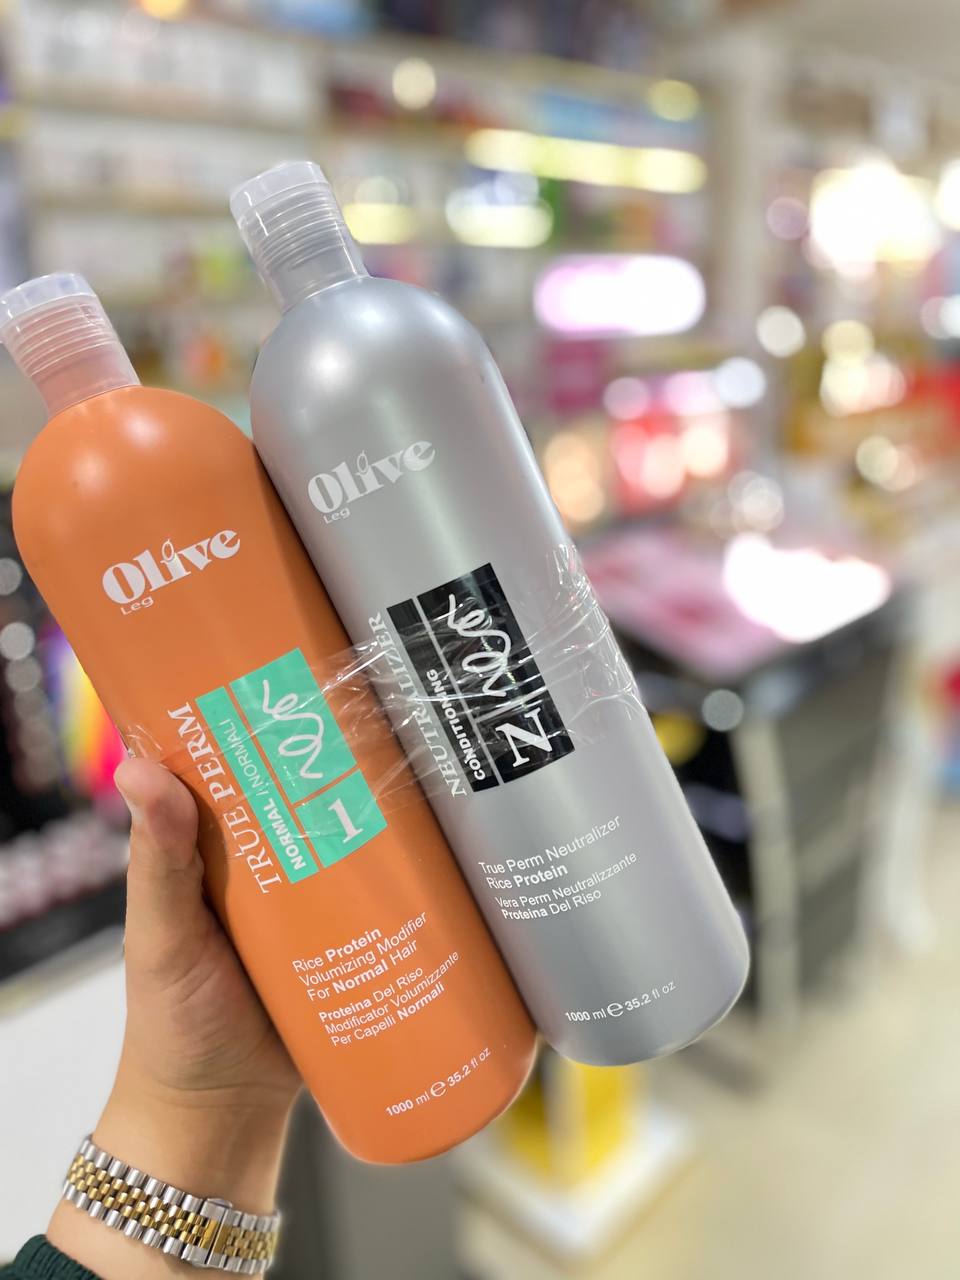 Olive
Leg
TRUE PERM
NORMAL / NORMALI
1
Rice Protein
Volumizing Modifier
For Normal Hair
Proteina Del Riso
Modificator Volumizzante
Per Capelli Normali
1000 ml e 35.2 fl oz
Olive
Leg
NEUTRALIZER
CONDITIONING
N
True Perm Neutralizer
Rice Protein
Vera Perm Neutralizzante
Proteina Del Riso
1000 ml e 35.2 fl oz